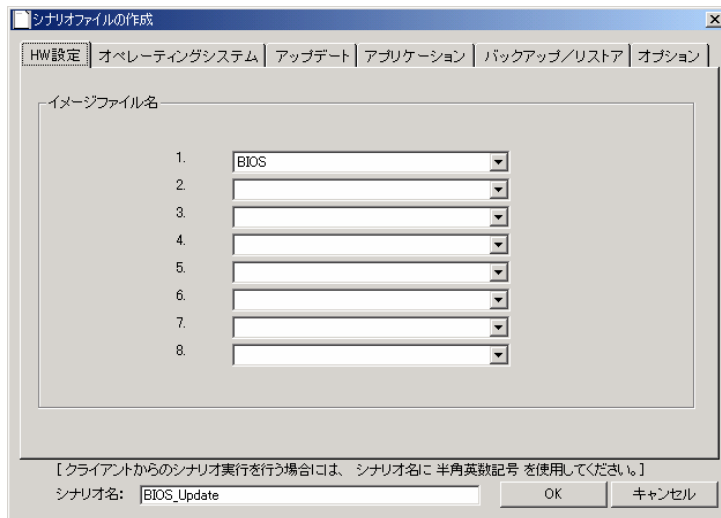 シナリオファイルの作成
HW設定 オペレーティングシステム アップデート アプリケーション バックアップ／リストア オプション
イメージファイル名
1. BIOS
2.
3.
4.
5.
6.
7.
8.
[ クライアントからのシナリオ実行を行う場合には、 シナリオ名に 半角英数記号 を使用してください。 ]
シナリオ名: BIOS_Update OK キャンセル